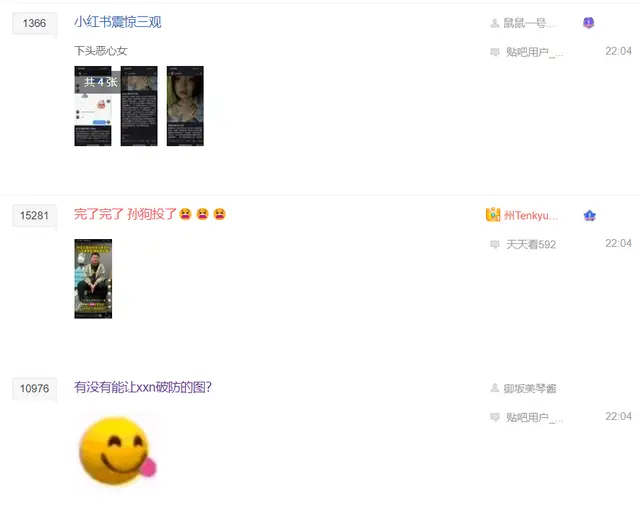 1366
小红书震惊三观
鼠鼠一号...
下头恶心女
贴吧用户_...
22:04
共 4 张
15281
完了完了 孙狗投了😫😫😫
州Tenkyu...
天天看592
22:04
10976
有没有能让xxn破防的图?
御坂美琴酱
贴吧用户_...
22:04